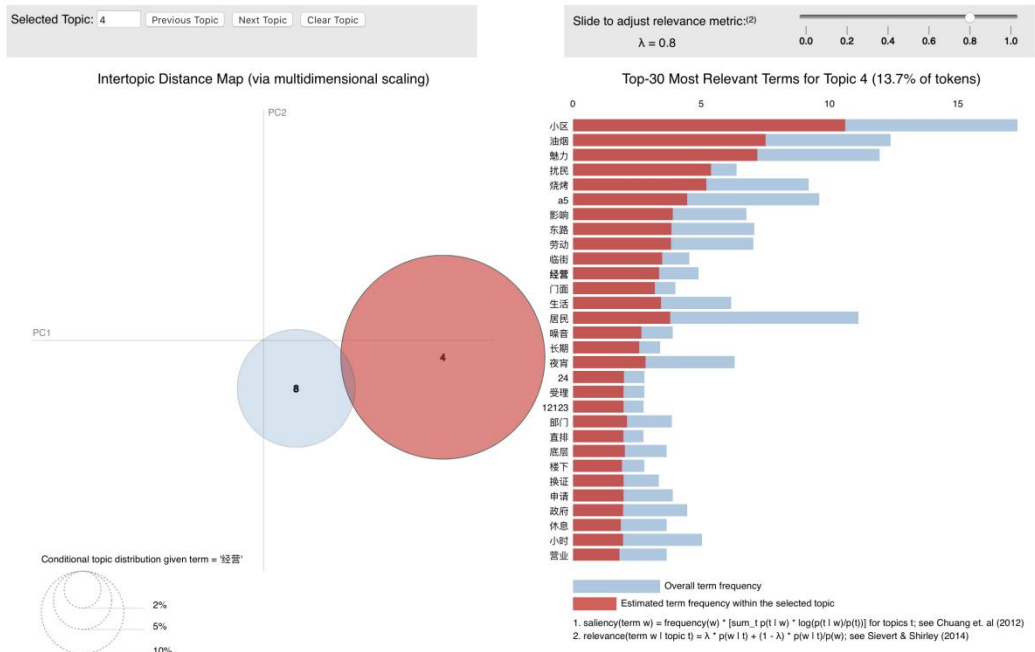 Selected Topic: 4 Previous Topic Next Topic Clear Topic
Slide to adjust relevance metric:(2)
λ = 0.8
0.0 0.2 0.4 0.6 0.8 1.0
Intertopic Distance Map (via multidimensional scaling)
PC2
PC1
8
4
Conditional topic distribution given term = '经营'
2%
5%
10%
Top-30 Most Relevant Terms for Topic 4 (13.7% of tokens)
0 5 10 15
小区
油烟
魅力
扰民
烧烤
a5
影响
东路
劳动
临街
经营
门面
生活
居民
噪音
长期
夜宵
24
受理
12123
部门
直排
底层
楼下
换证
申请
政府
休息
小时
营业
Overall term frequency
Estimated term frequency within the selected topic
1. saliency(term w) = frequency(w) * [sum_t p(t | w) * log(p(t | w)/p(t))] for topics t; see Chuang et. al (2012)
2. relevance(term w | topic t) = λ * p(w | t) + (1 - λ) * p(w | t)/p(w); see Sievert & Shirley (2014)